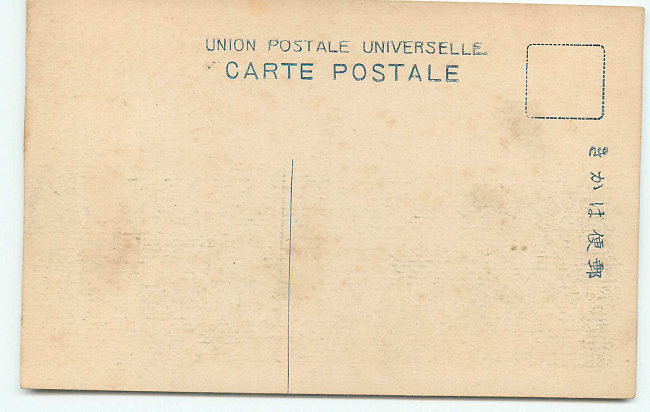 UNION POSTALE UNIVERSELLE.
CARTE POSTALE
郵便はかき